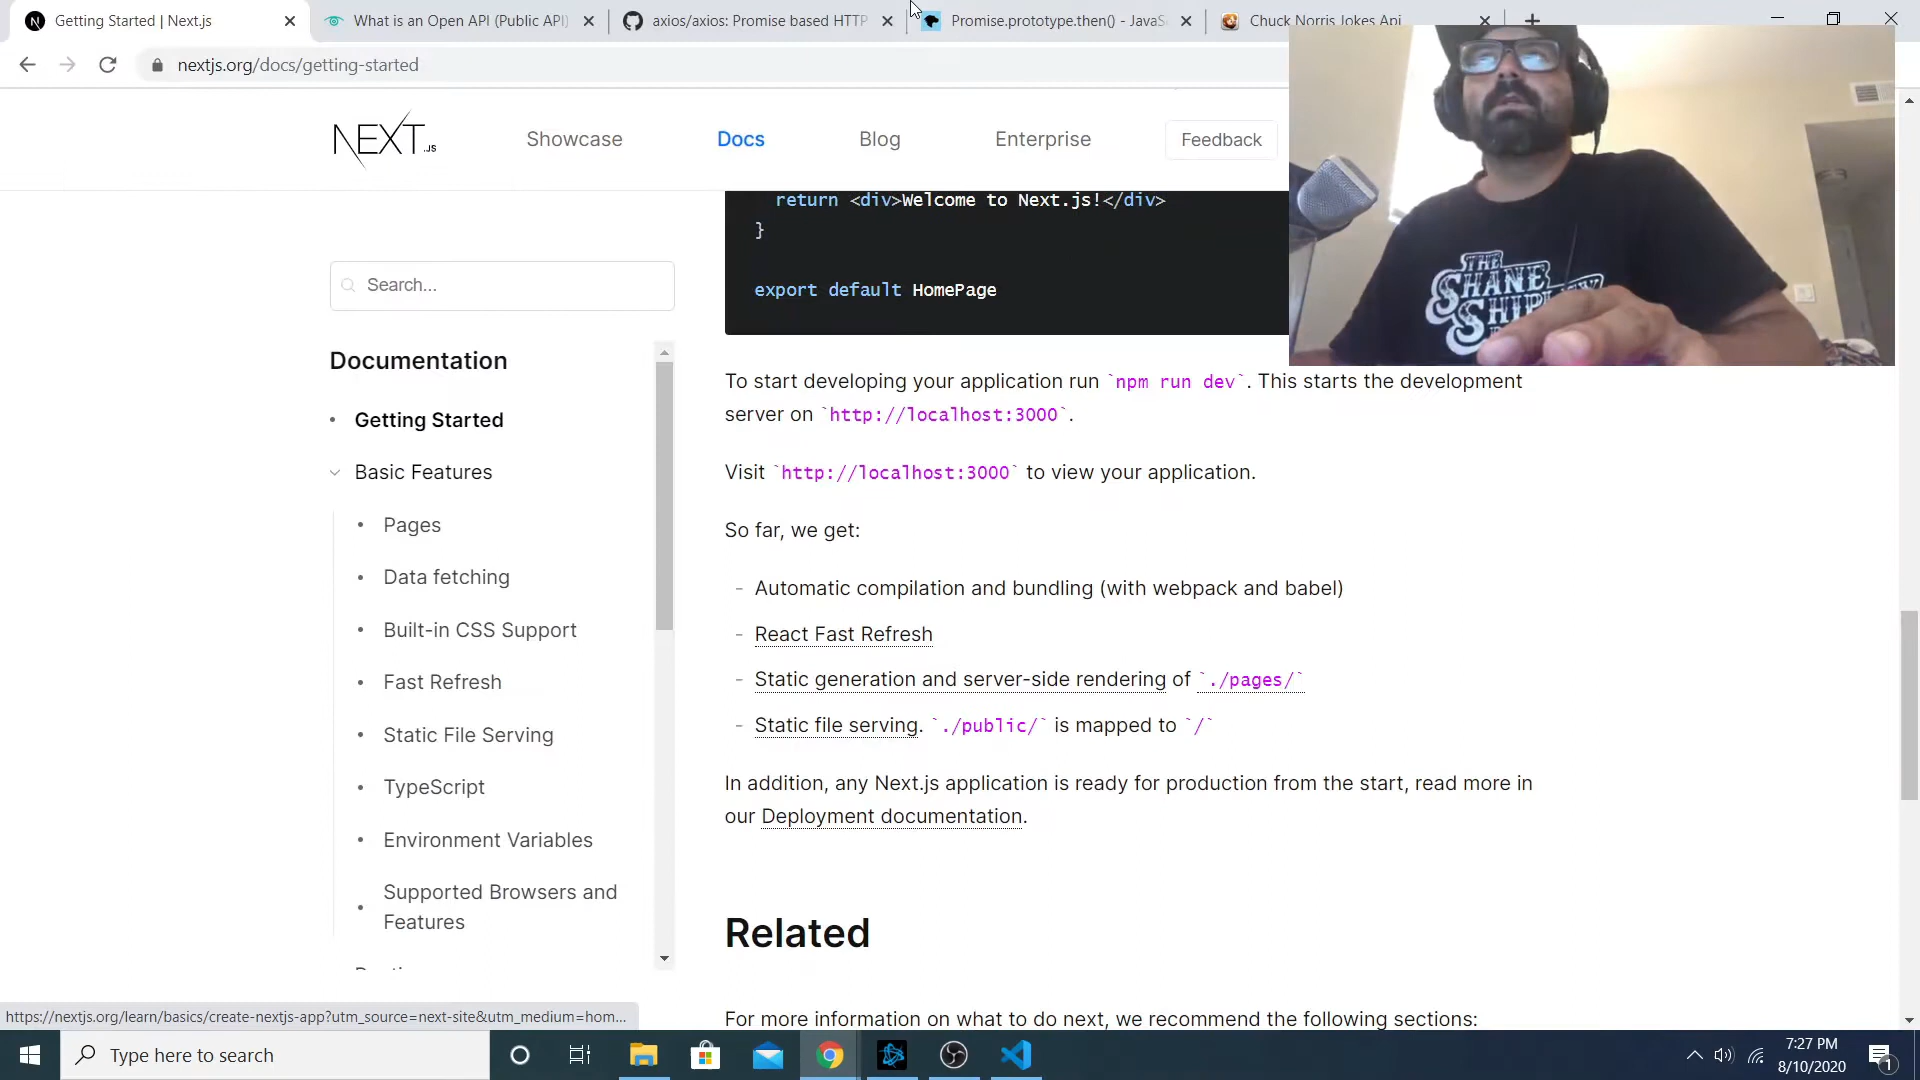 Getting Started | Next.js
What is an Open API (Public API)
axios/axios: Promise based HTTP
Promise.prototype.then() - JavaSc
Chuck Norris Jokes Api
nextjs.org/docs/getting-started
NEXT.JS
Showcase
Docs
Blog
Enterprise
Feedback
THE
SHANE
Search...
Documentation
• Getting Started
Basic Features
• Pages
• Data fetching
• Built-in CSS Support
• Fast Refresh
• Static File Serving
• TypeScript
• Environment Variables
• Supported Browsers and
Features
return <div>Welcome to Next.js!</div>
}
export default HomePage
To start developing your application run `npm run dev`. This starts the development
server on `http://localhost:3000`.
Visit `http://localhost:3000` to view your application.
So far, we get:
- Automatic compilation and bundling (with webpack and babel)
- React Fast Refresh
- Static generation and server-side rendering of `./pages/`
- Static file serving. `./public/` is mapped to `/`
In addition, any Next.js application is ready for production from the start, read more in
our Deployment documentation.
Related
For more information on what to do next, we recommend the following sections:
https://nextjs.org/learn/basics/create-nextjs-app?utm_source=next-site&utm_medium=hom...
Type here to search
7:27 PM
8/10/2020
1